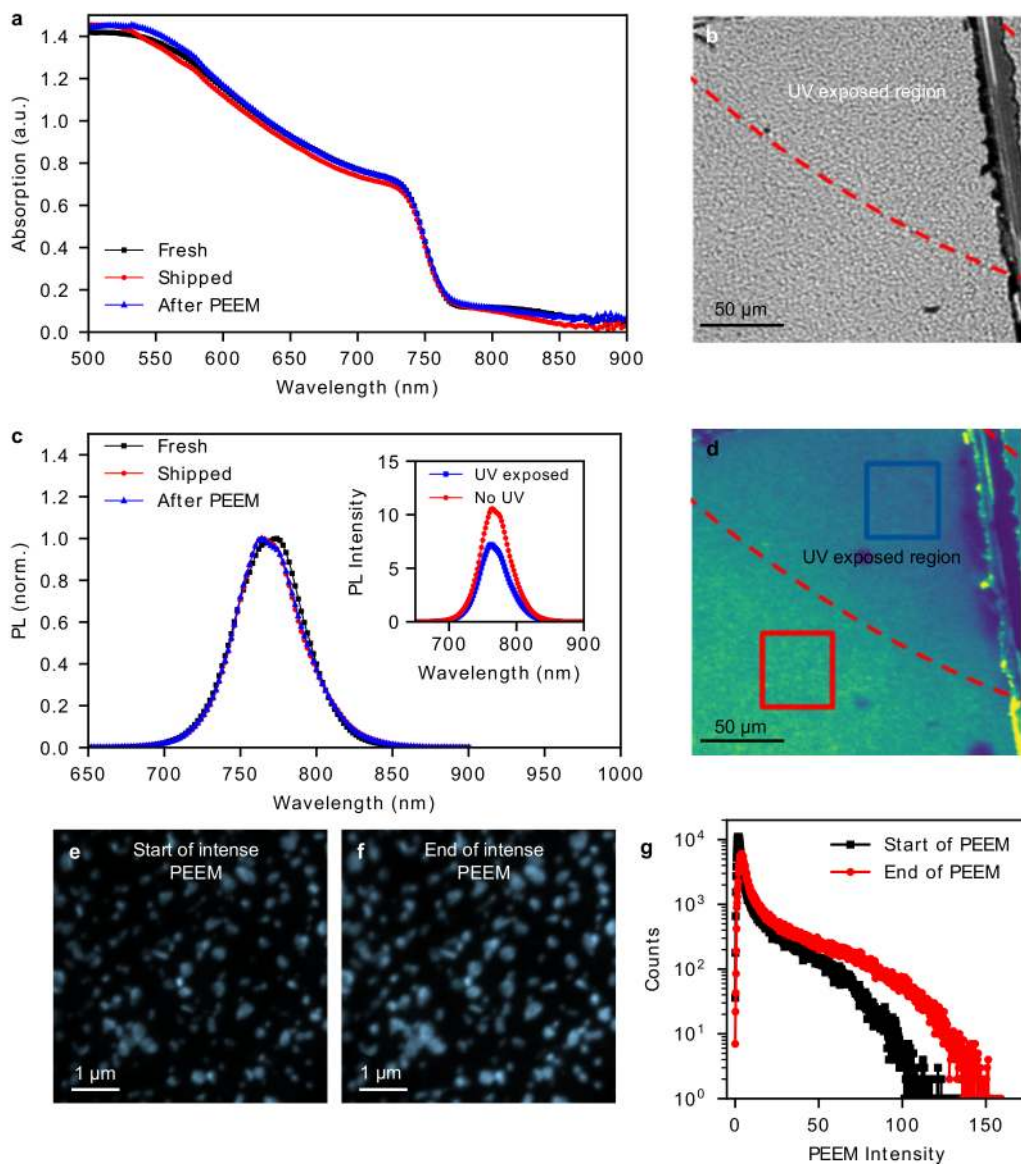 a
1.4
1.2
1.0
0.8
0.6
0.4
0.2
0.0
Absorption (a.u.)
Fresh
Shipped
After PEEM
500 550 600 650 700 750 800 850 900
Wavelength (nm)
b
UV exposed region
50 µm
c
1.4
1.2
1.0
0.8
0.6
0.4
0.2
0.0
PL (norm.)
Fresh
Shipped
After PEEM
15
10
5
0
PL Intensity
UV exposed
No UV
700 800 900
Wavelength (nm)
650 700 750 800 850 900 950 1000
Wavelength (nm)
d
UV exposed region
50 µm
e
Start of intense
PEEM
1 µm
f
End of intense
PEEM
1 µm
g
10⁴
10³
10²
10¹
10⁰
Counts
Start of PEEM
End of PEEM
0 50 100 150
PEEM Intensity